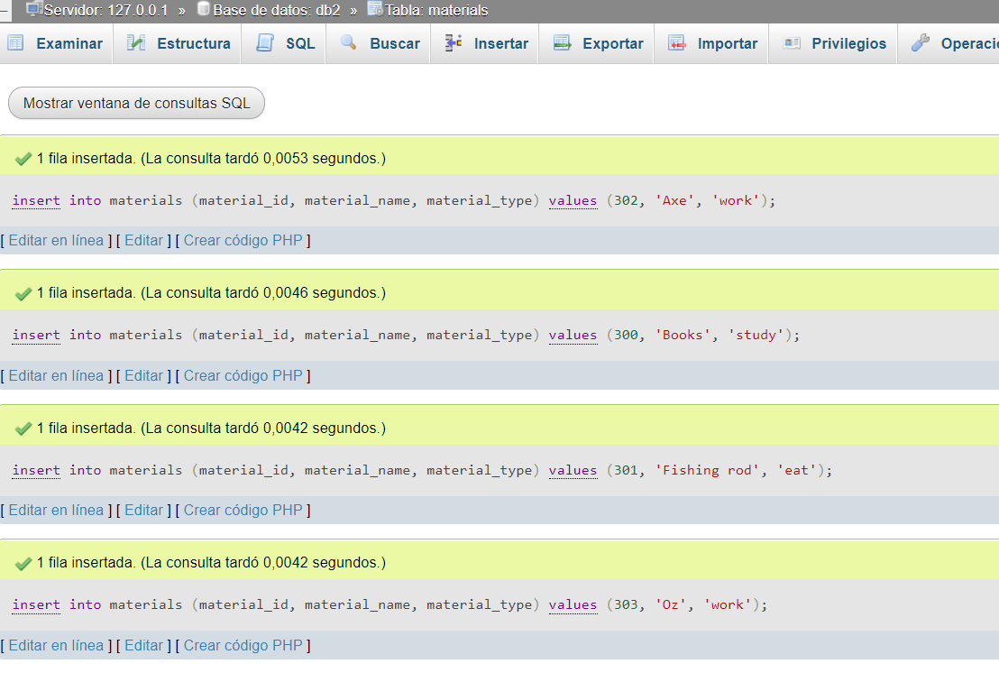 Servidor: 127.0.0.1 » Base de datos: db2 » Tabla: materials
Examinar Estructura SQL Buscar Insertar Exportar Importar Privilegios Operacio
Mostrar ventana de consultas SQL
1 fila insertada. (La consulta tardó 0,0053 segundos.)
insert into materials (material_id, material_name, material_type) values (302, 'Axe', 'work');
[ Editar en línea ] [ Editar ] [ Crear código PHP ]
1 fila insertada. (La consulta tardó 0,0046 segundos.)
insert into materials (material_id, material_name, material_type) values (300, 'Books', 'study');
[ Editar en línea ] [ Editar ] [ Crear código PHP ]
1 fila insertada. (La consulta tardó 0,0042 segundos.)
insert into materials (material_id, material_name, material_type) values (301, 'Fishing rod', 'eat');
[ Editar en línea ] [ Editar ] [ Crear código PHP ]
1 fila insertada. (La consulta tardó 0,0042 segundos.)
insert into materials (material_id, material_name, material_type) values (303, 'Oz', 'work');
[ Editar en línea ] [ Editar ] [ Crear código PHP ]